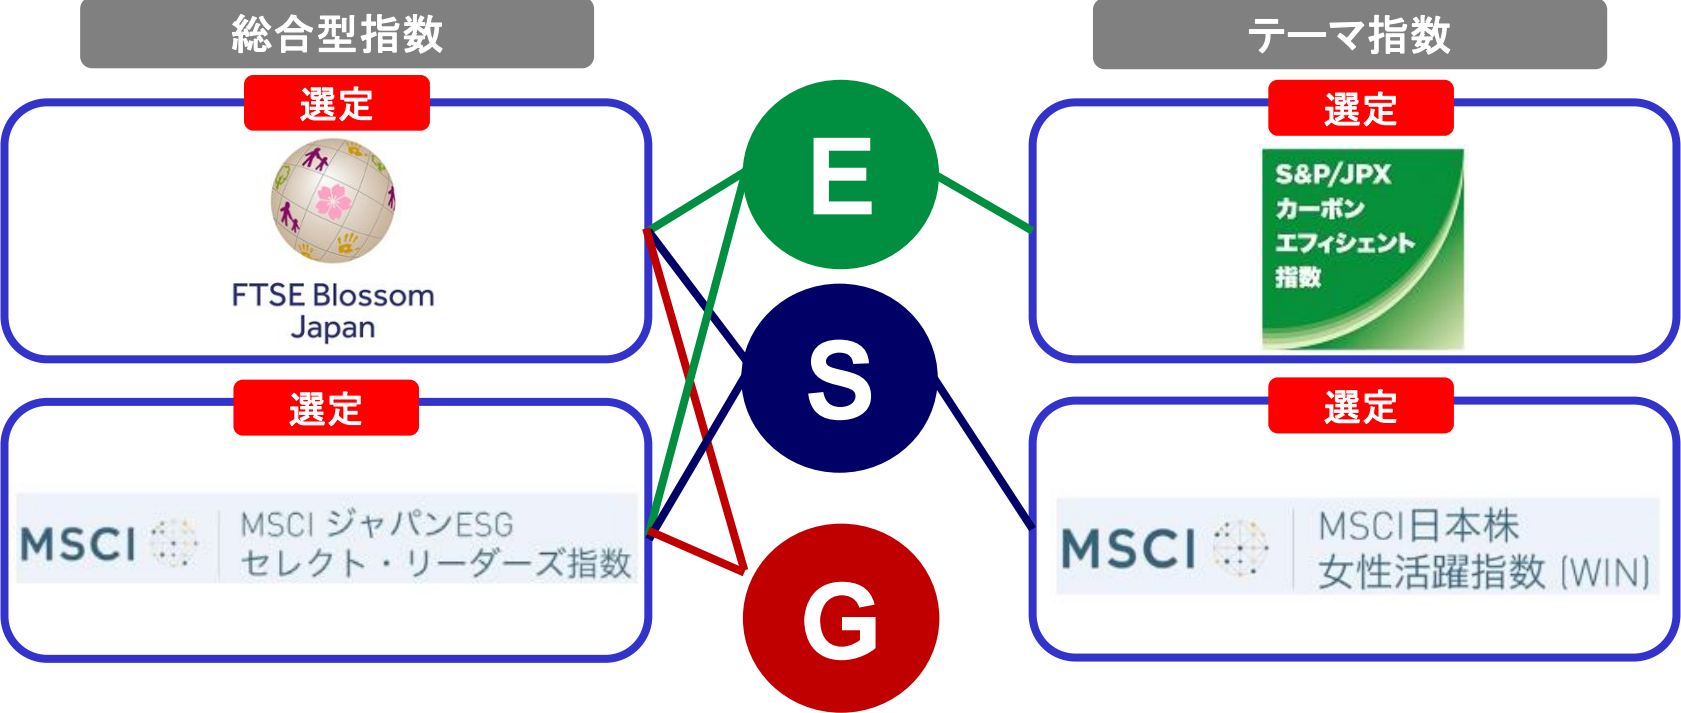 総合型指数
選定
FTSE Blossom
Japan
選定
MSCI
MSCI ジャパンESG
セレクト・リーダーズ指数
E
S
G
テーマ指数
選定
S&P/JPX
カーボン
エフィシェント
指数
選定
MSCI
MSCI日本株
女性活躍指数 (WIN)